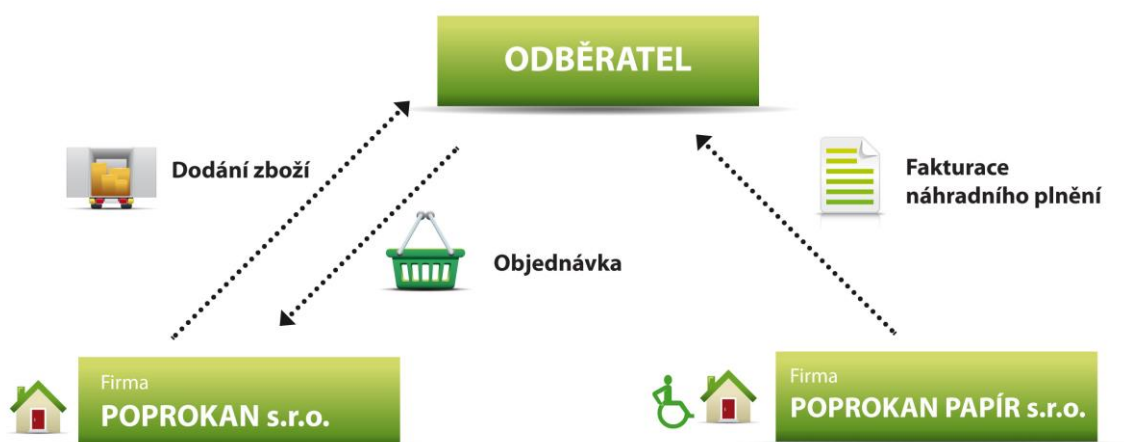 ODBĚRATEL
Dodání zboží
Fakturace
náhradního plnění
Objednávka
Firma
POPROKAN s.r.o.
Firma
POPROKAN PAPÍR s.r.o.